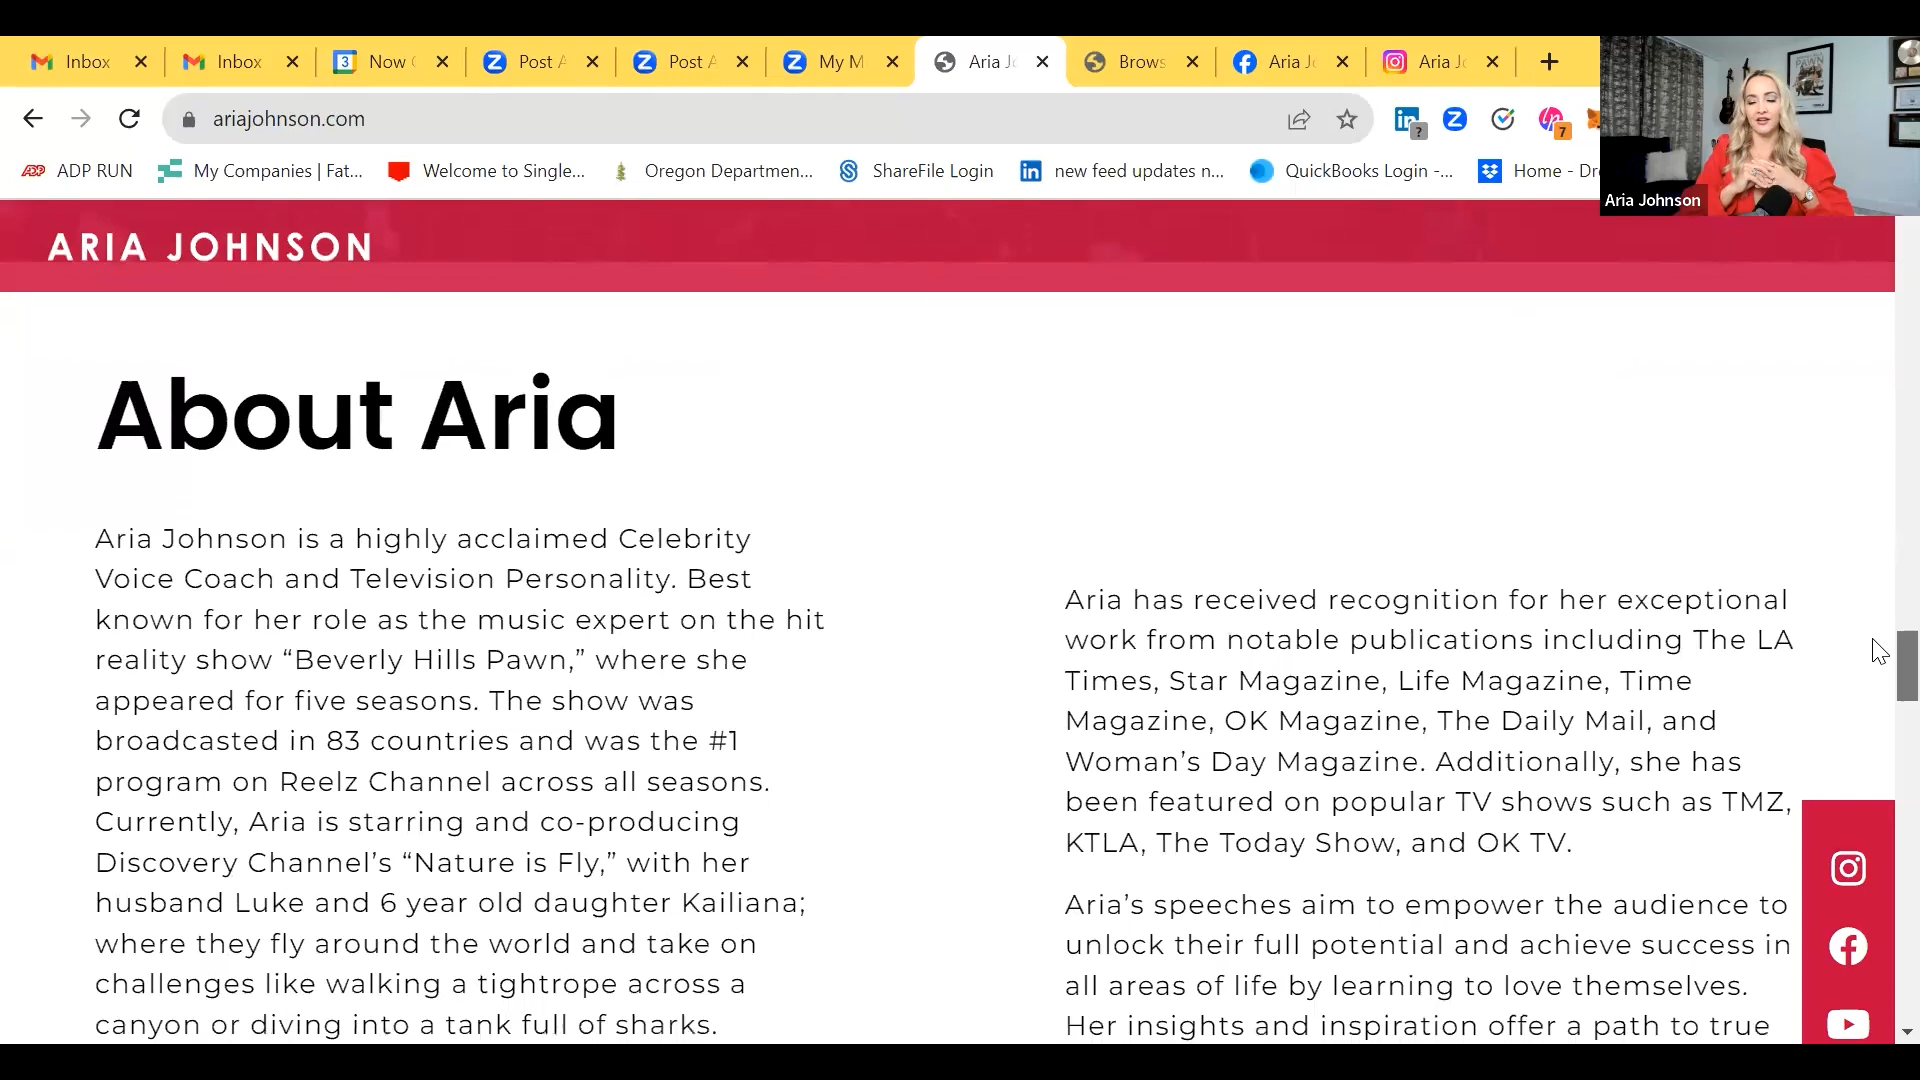 Inbox
Inbox
3
Now
Post A
Post A
My M
Aria Jo
Brows
Aria Jo
Aria Jo
ariajohnson.com
?
7
ADP RUN
My Companies | Fat...
Welcome to Single...
Oregon Departmen...
ShareFile Login
new feed updates n...
QuickBooks Login -...
Home - Dr
PAWN
Aria Johnson
ARIA JOHNSON
About Aria
Aria Johnson is a highly acclaimed Celebrity
Voice Coach and Television Personality. Best
known for her role as the music expert on the hit
reality show “Beverly Hills Pawn,” where she
appeared for five seasons. The show was
broadcasted in 83 countries and was the #1
program on Reelz Channel across all seasons.
Currently, Aria is starring and co-producing
Discovery Channel’s “Nature is Fly,” with her
husband Luke and 6 year old daughter Kailiana;
where they fly around the world and take on
challenges like walking a tightrope across a
canyon or diving into a tank full of sharks.
Aria has received recognition for her exceptional
work from notable publications including The LA
Times, Star Magazine, Life Magazine, Time
Magazine, OK Magazine, The Daily Mail, and
Woman’s Day Magazine. Additionally, she has
been featured on popular TV shows such as TMZ,
KTLA, The Today Show, and OK TV.
Aria’s speeches aim to empower the audience to
unlock their full potential and achieve success in
all areas of life by learning to love themselves.
Her insights and inspiration offer a path to true